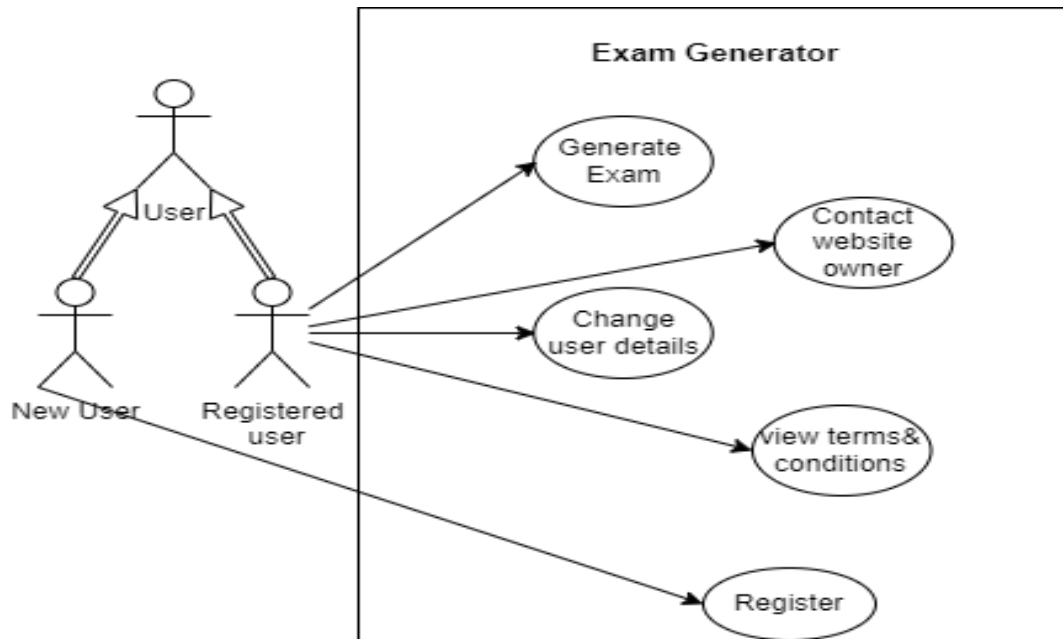 Exam Generator
Generate
Exam
User
Contact
website
owner
Change
user details
New User
Registered
user
view terms&
conditions
Register